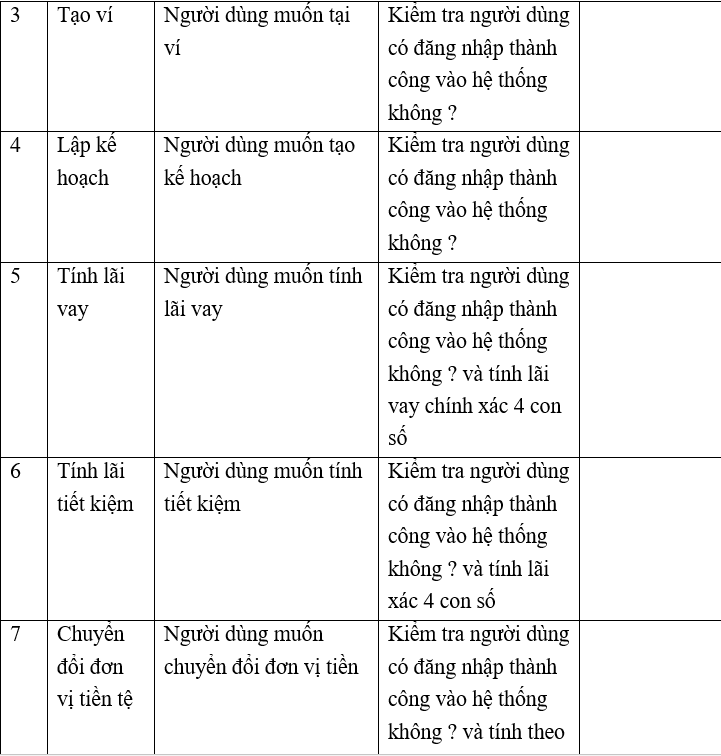 3
Tạo ví
Người dùng muốn tại
ví
Kiểm tra người dùng
có đăng nhập thành
công vào hệ thống
không ?
4
Lập kế
hoạch
Người dùng muốn tạo
kế hoạch
Kiểm tra người dùng
có đăng nhập thành
công vào hệ thống
không ?
5
Tính lãi
vay
Người dùng muốn tính
lãi vay
Kiểm tra người dùng
có đăng nhập thành
công vào hệ thống
không ? và tính lãi
vay chính xác 4 con
số
6
Tính lãi
tiết kiệm
Người dùng muốn tính
tiết kiệm
Kiểm tra người dùng
có đăng nhập thành
công vào hệ thống
không ? và tính lãi
xác 4 con số
7
Chuyển
đổi đơn
vị tiền tệ
Người dùng muốn
chuyển đổi đơn vị tiền
Kiểm tra người dùng
có đăng nhập thành
công vào hệ thống
không ? và tính theo